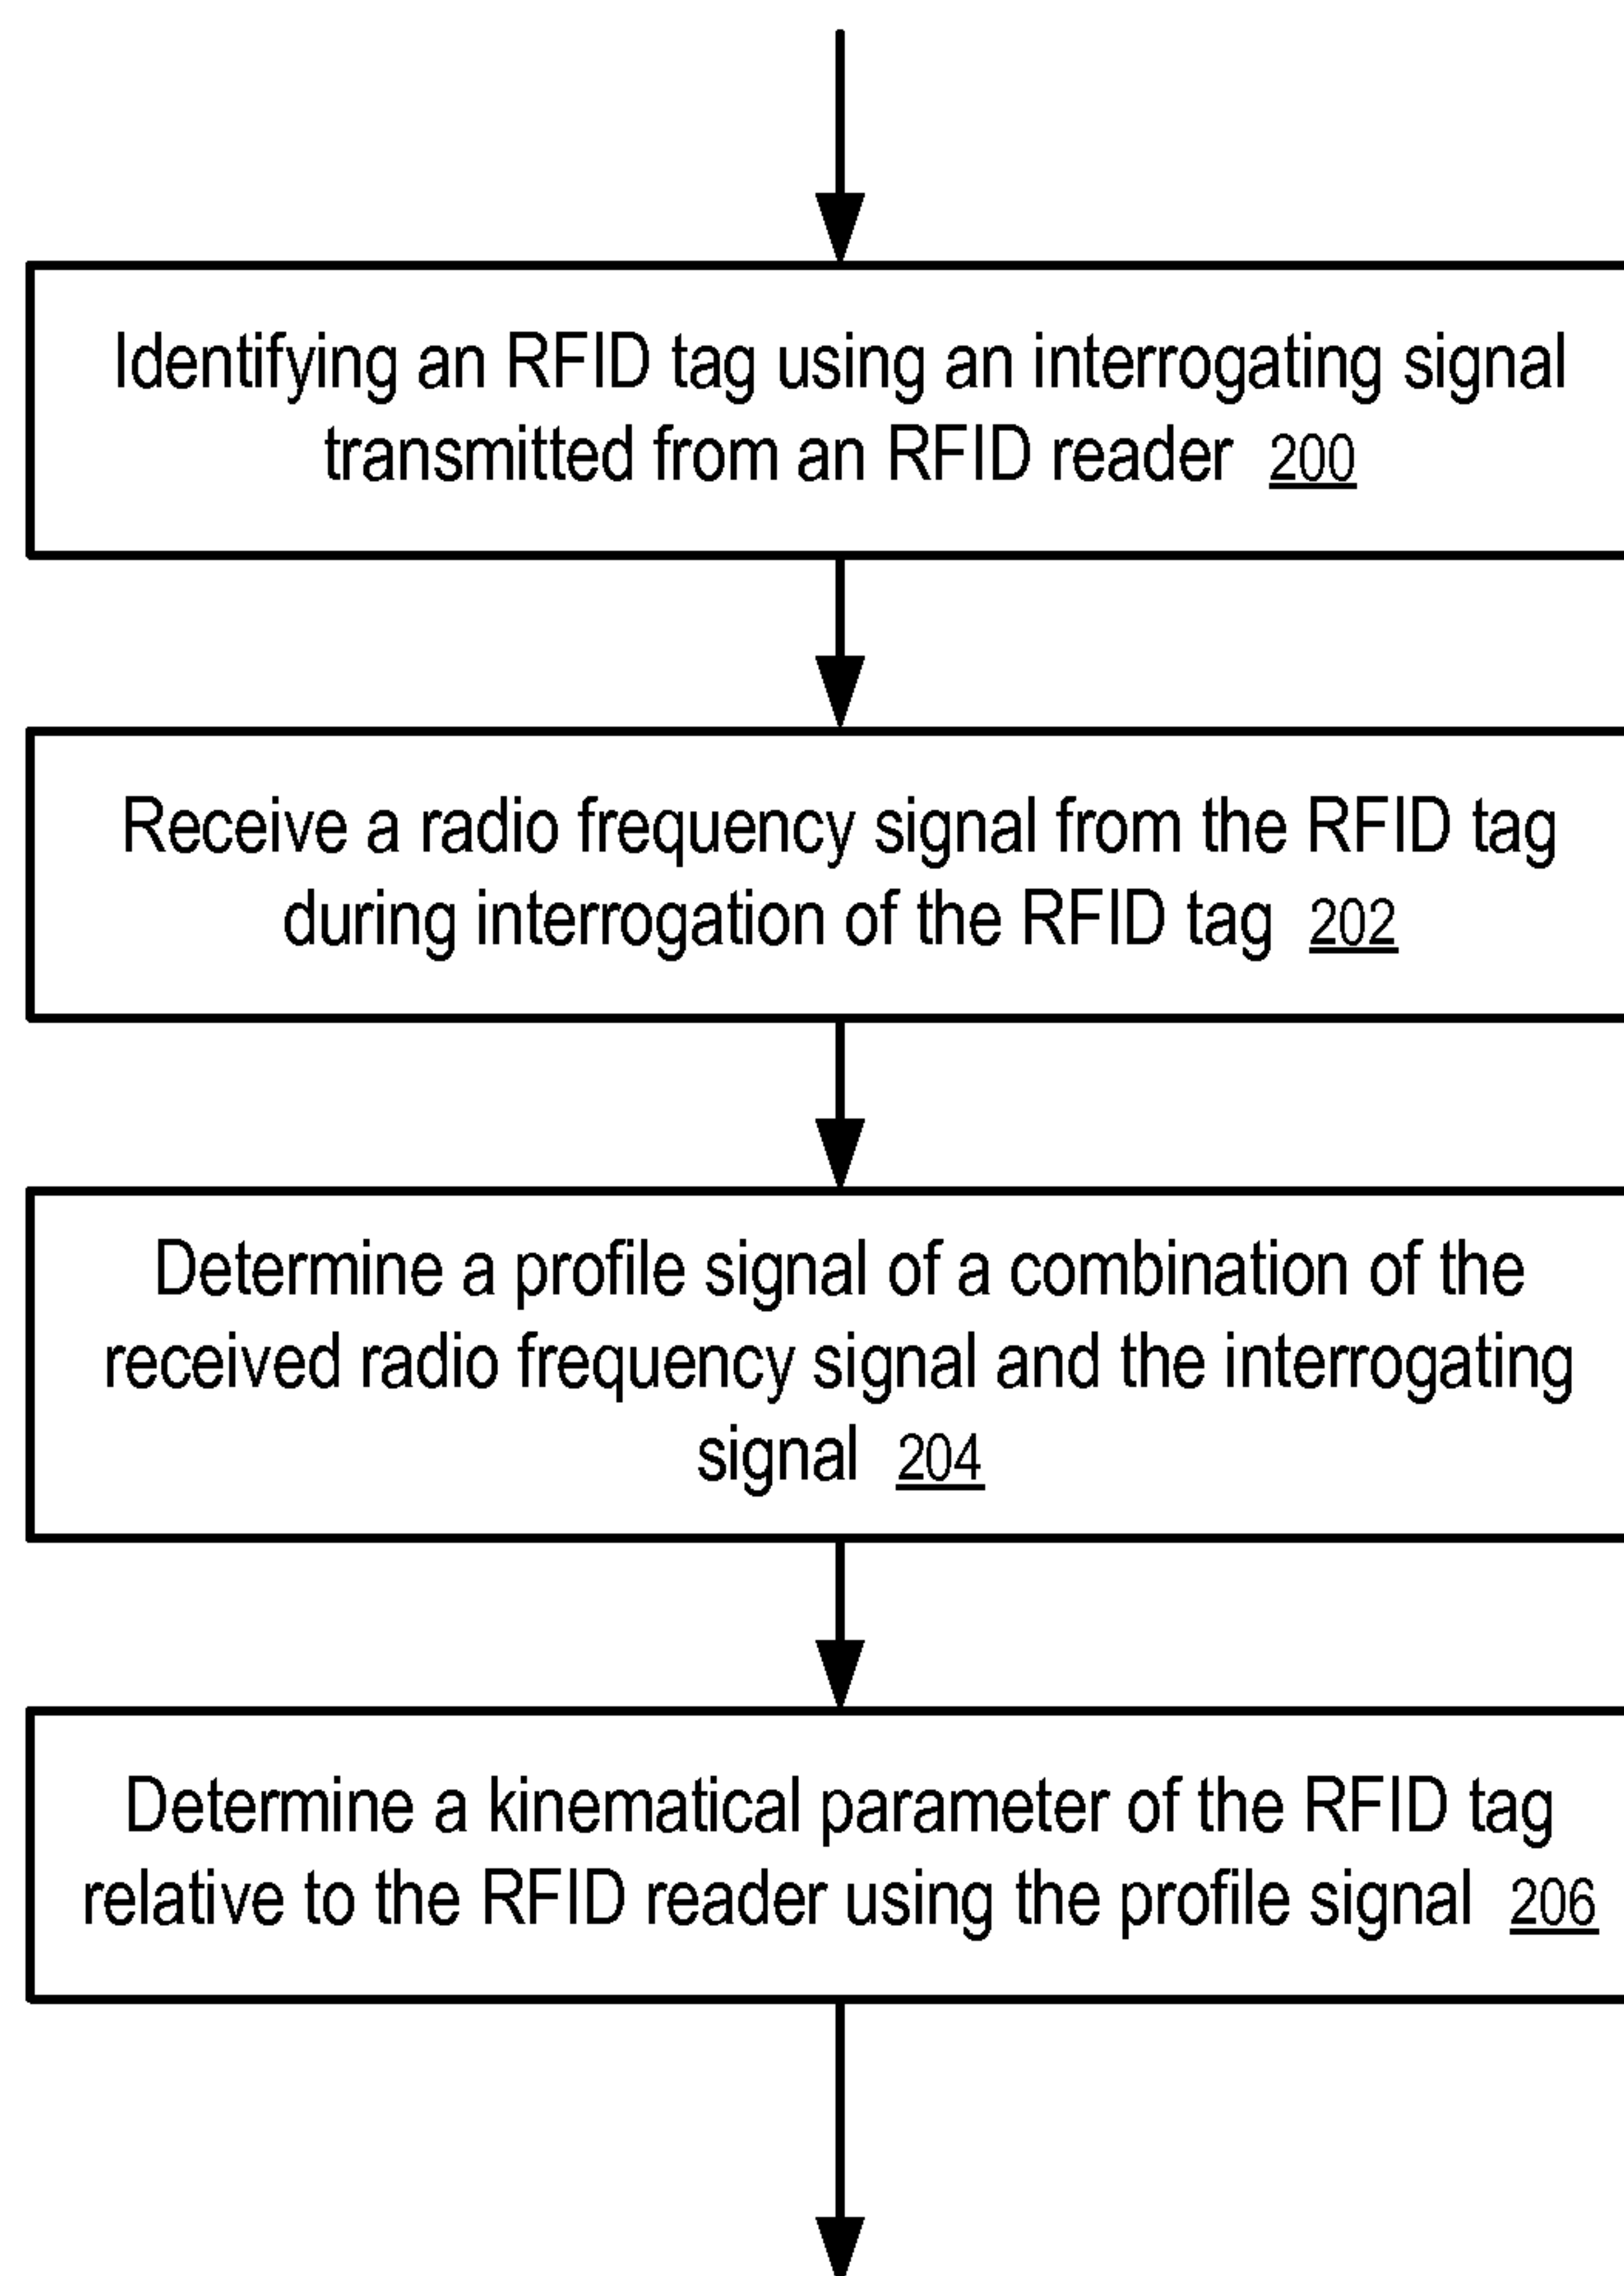 Identifying an RFID tag using an interrogating signal
transmitted from an RFID reader 200
Receive a radio frequency signal from the RFID tag
during interrogation of the RFID tag 202
Determine a profile signal of a combination of the
received radio frequency signal and the interrogating
signal 204
Determine a kinematical parameter of the RFID tag
relative to the RFID reader using the profile signal 206